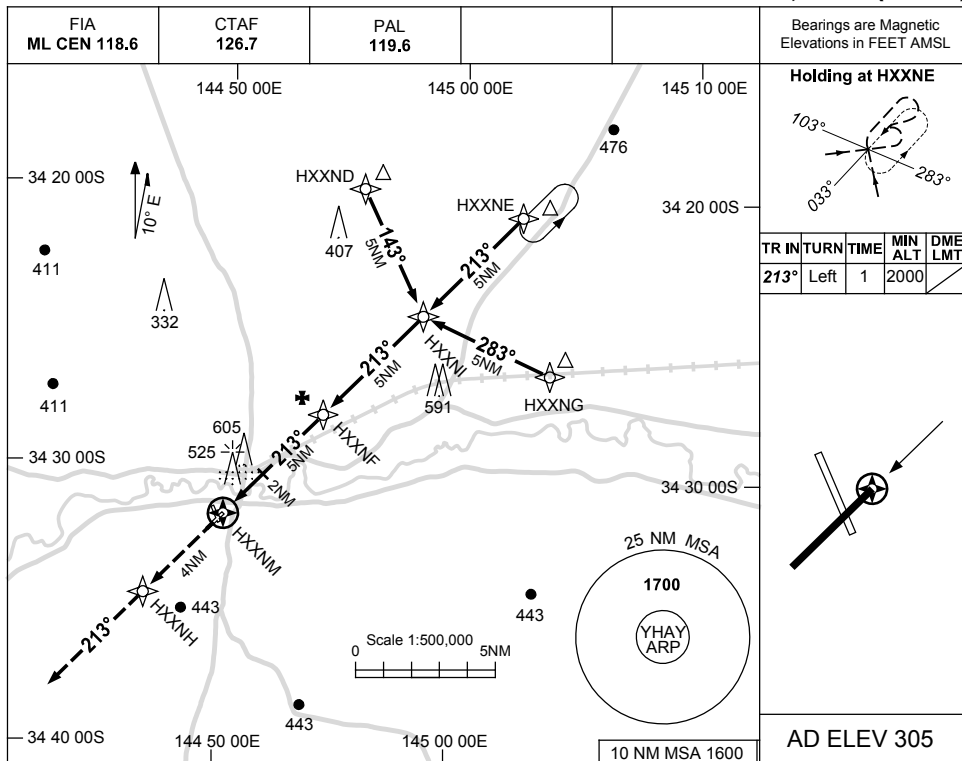 FIA
ML CEN 118.6
CTAF
126.7
PAL
119.6
Bearings are Magnetic
Elevations in FEET AMSL
144 50 00E
145 00 00E
145 10 00E
Holding at HXXNE
103°
283°
033°
476
34 20 00S
HXXND
HXXNE
34 20 00S
10° E
407
143°
5NM
213°
5NM
TR IN
TURN
TIME
MIN ALT
DME LMT
213°
Left
1
2000
411
332
HXXNI
213°
5NM
283°
5NM
HXXNG
591
411
HXXNF
605
525
213°
5NM
2NM
34 30 00S
34 30 00S
HXXNM
4NM
25 NM MSA
1700
YHAY
ARP
HXXNH
443
443
213°
Scale 1:500,000
0
5NM
443
34 40 00S
144 50 00E
145 00 00E
10 NM MSA 1600
AD ELEV 305